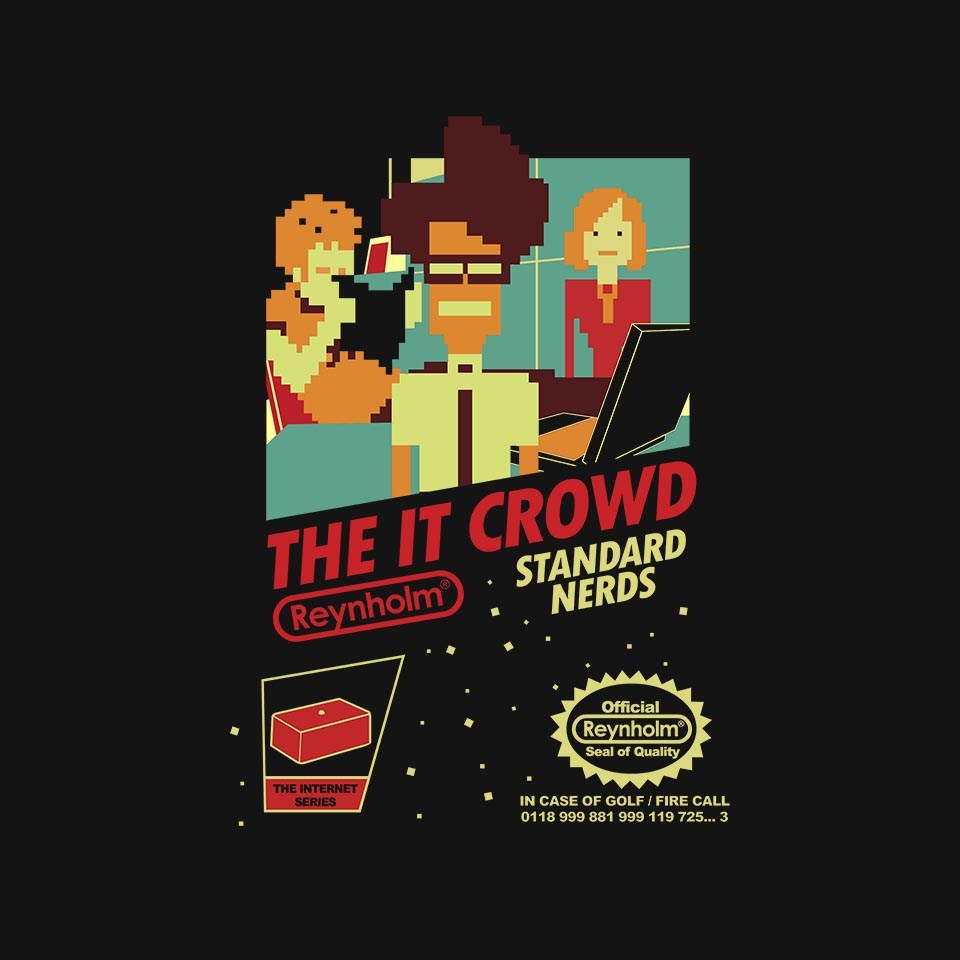 THE IT CROWD
STANDARD
NERDS
Reynholm®
THE INTERNET
SERIES
Official
Reynholm®
Seal of Quality
IN CASE OF GOLF / FIRE CALL
0118 999 881 999 119 725... 3